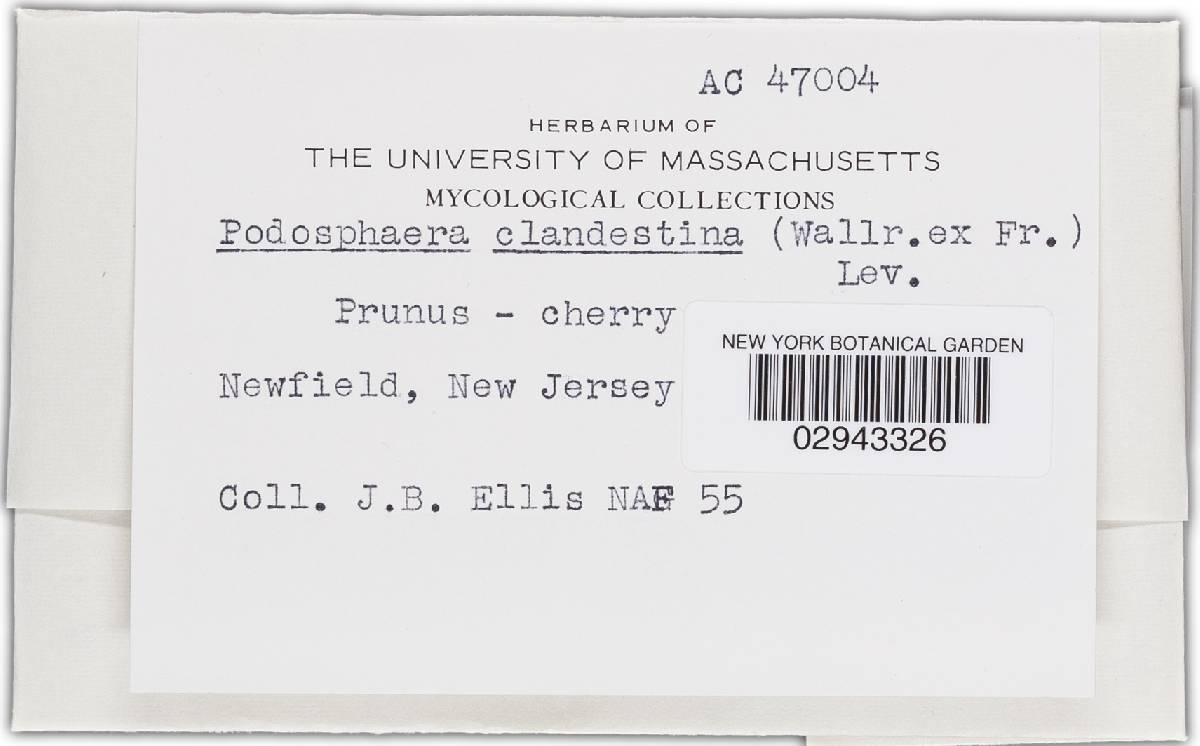 AC 47004
HERBARIUM OF
THE UNIVERSITY OF MASSACHUSETTS
MYCOLOGICAL COLLECTIONS
Podosphaera clandestina (Wallr.ex Fr.)
Lev.
Prunus - cherry
NEW YORK BOTANICAL GARDEN
Newfield, New Jersey
02943326
Coll. J.B. Ellis NAF 55